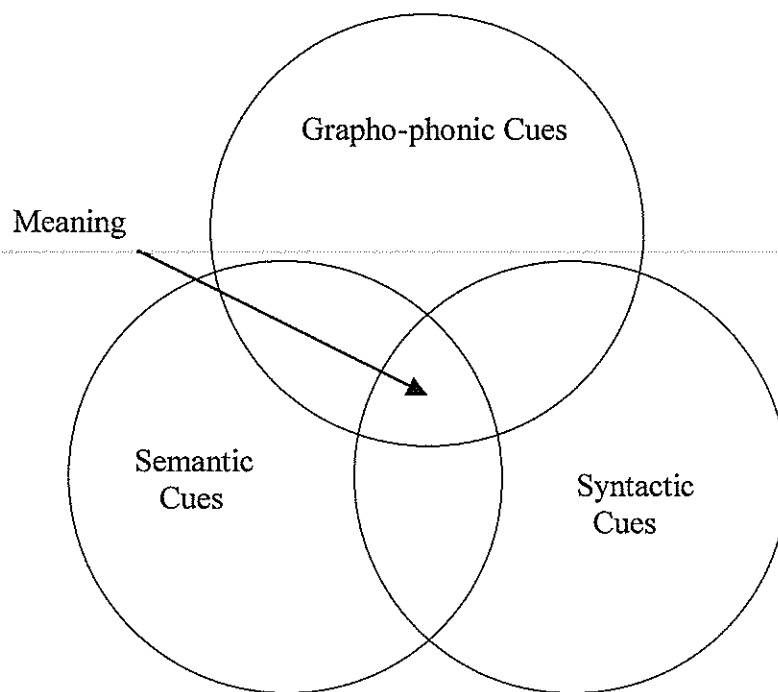 Grapho-phonic Cues
Meaning
Semantic
Cues
Syntactic
Cues